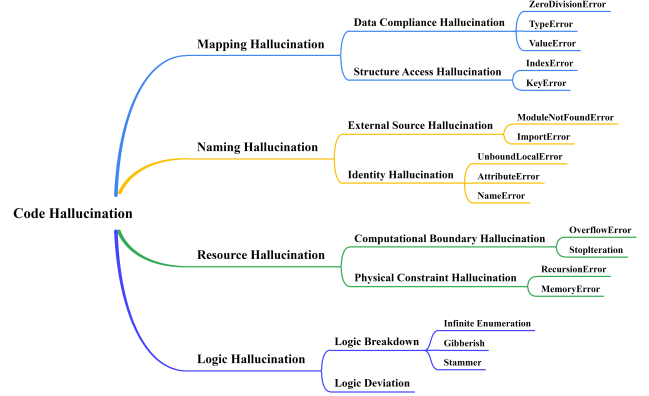 Code Hallucination
Mapping Hallucination
Data Compliance Hallucination
ZeroDivisionError
TypeError
ValueError
Structure Access Hallucination
IndexError
KeyError
Naming Hallucination
External Source Hallucination
ModuleNotFoundError
ImportError
Identity Hallucination
UnboundLocalError
AttributeError
NameError
Resource Hallucination
Computational Boundary Hallucination
OverflowError
StopIteration
Physical Constraint Hallucination
RecursionError
MemoryError
Logic Hallucination
Logic Breakdown
Infinite Enumeration
Gibberish
Stammer
Logic Deviation